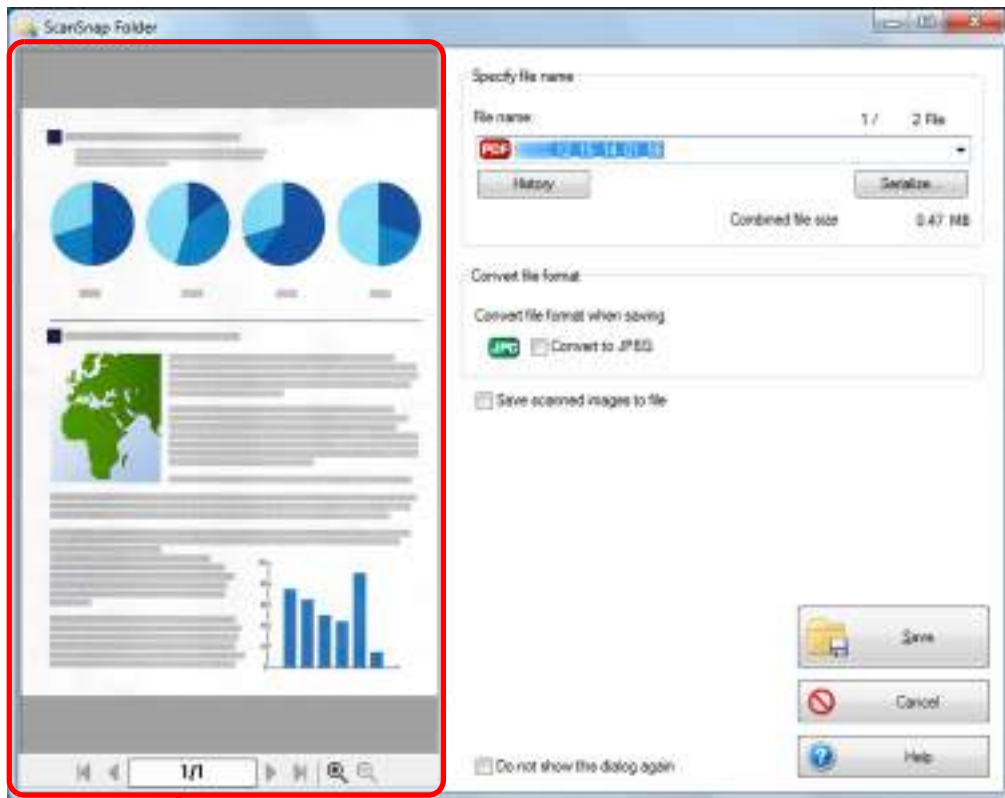 ScanSnap Folder
Specify file name
File name:
1 / 2 File
PDF
History
Serialize...
Combined file size 0.47 MB
Convert file format
Convert file format when saving
JPG Convert to JPEG
Save scanned images to file
Save
Cancel
Help
1/1
Do not show this dialog again